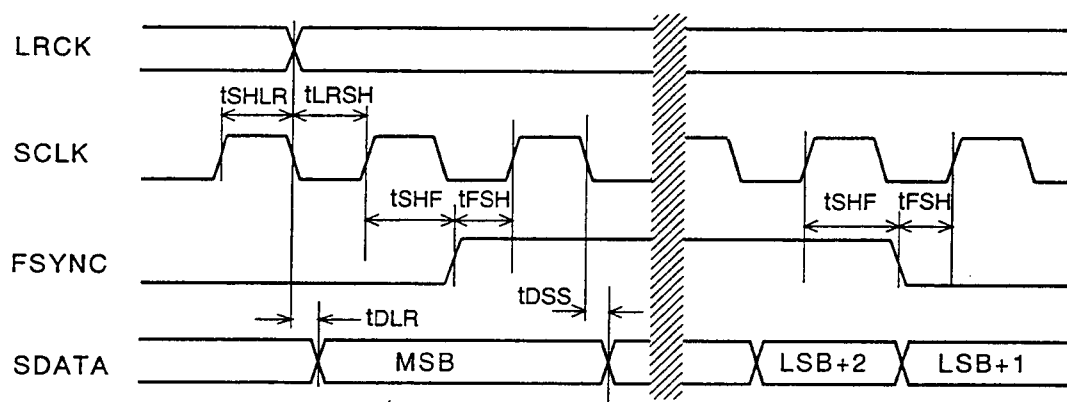 LRCK
tSHLR tLRSH
SCLK
tSHF tFSH tSHF tFSH
FSYNC
tDSS
tDLR
SDATA MSB LSB+2 LSB+1